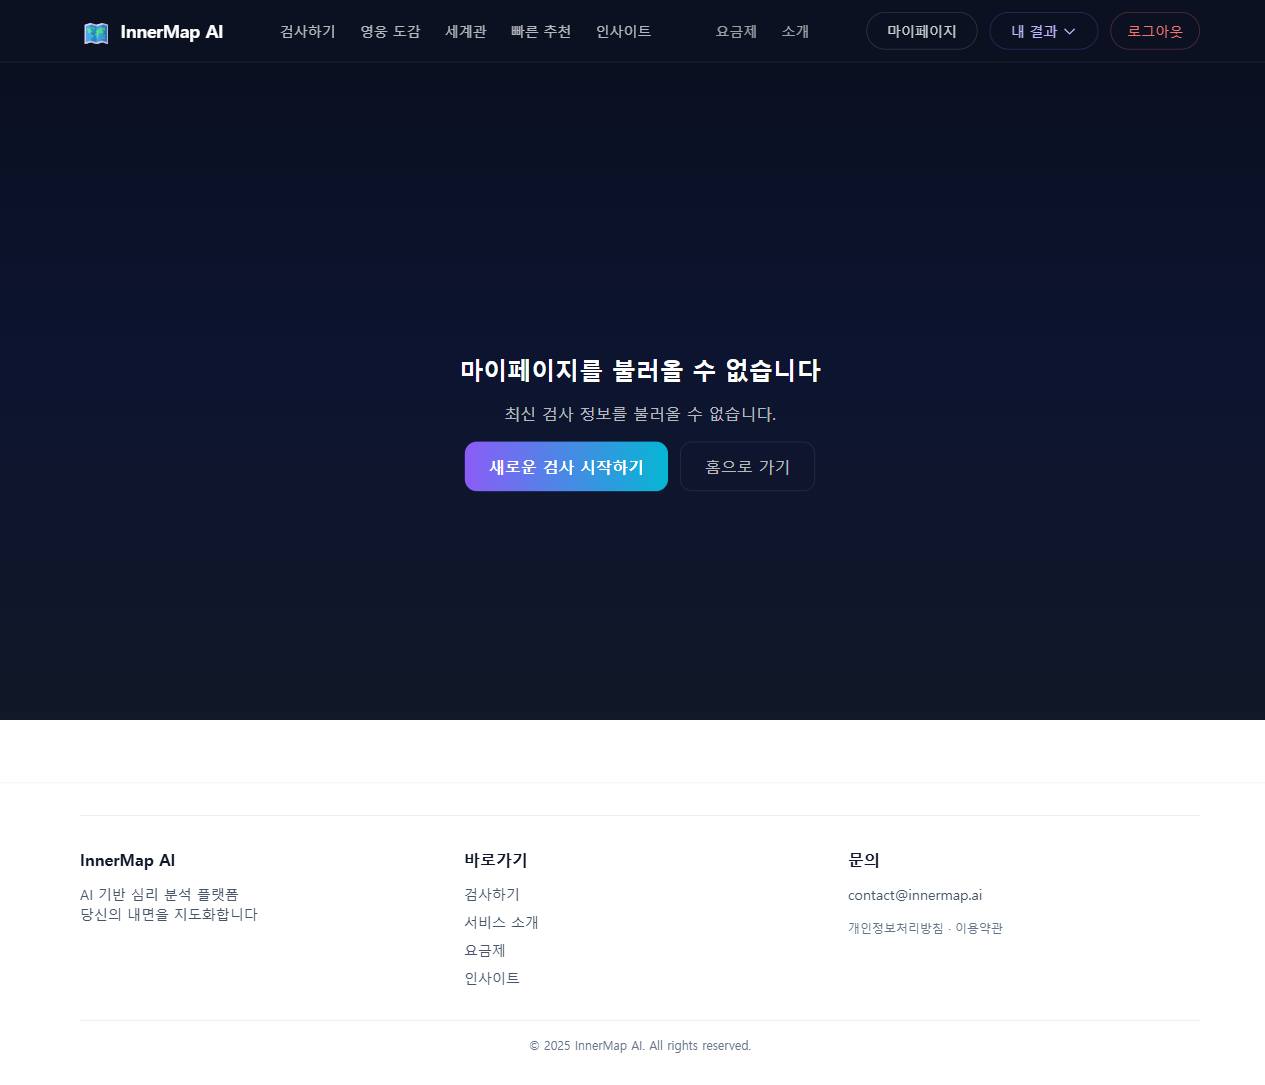 InnerMap AI
검사하기 영웅 도감 세계관 빠른 추천 인사이트 요금제 소개 마이페이지 내 결과 로그아웃
마이페이지를 불러올 수 없습니다
최신 검사 정보를 불러올 수 없습니다.
새로운 검사 시작하기 홈으로 가기
InnerMap AI
AI 기반 심리 분석 플랫폼
당신의 내면을 지도화합니다
바로가기
검사하기
서비스 소개
요금제
인사이트
문의
contact@innermap.ai
개인정보처리방침 · 이용약관
© 2025 InnerMap AI. All rights reserved.